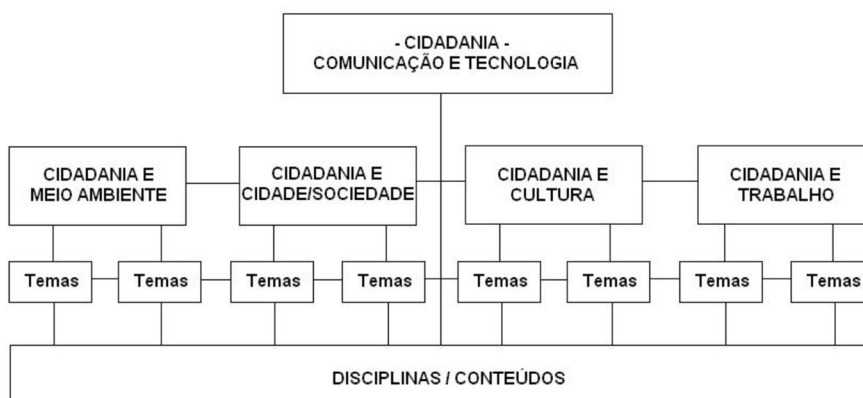 - CIDADANIA -
COMUNICAÇÃO E TECNOLOGIA
CIDADANIA E
MEIO AMBIENTE
CIDADANIA E
CIDADE/SOCIEDADE
CIDADANIA E
CULTURA
CIDADANIA E
TRABALHO
Temas
Temas
Temas
Temas
Temas
Temas
Temas
Temas
DISCIPLINAS / CONTEÚDOS